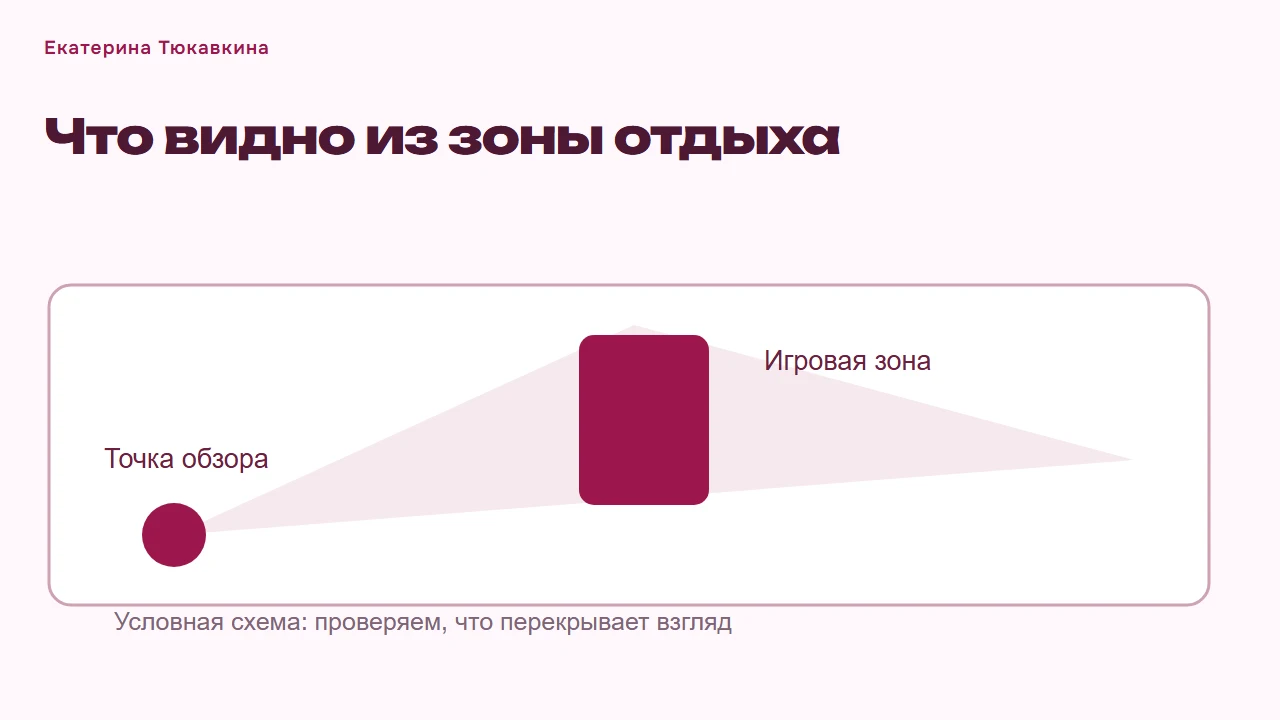 Екатерина Тюкавкина
Что видно из зоны отдыха
Игровая зона
Точка обзора
Условная схема: проверяем, что перекрывает взгляд